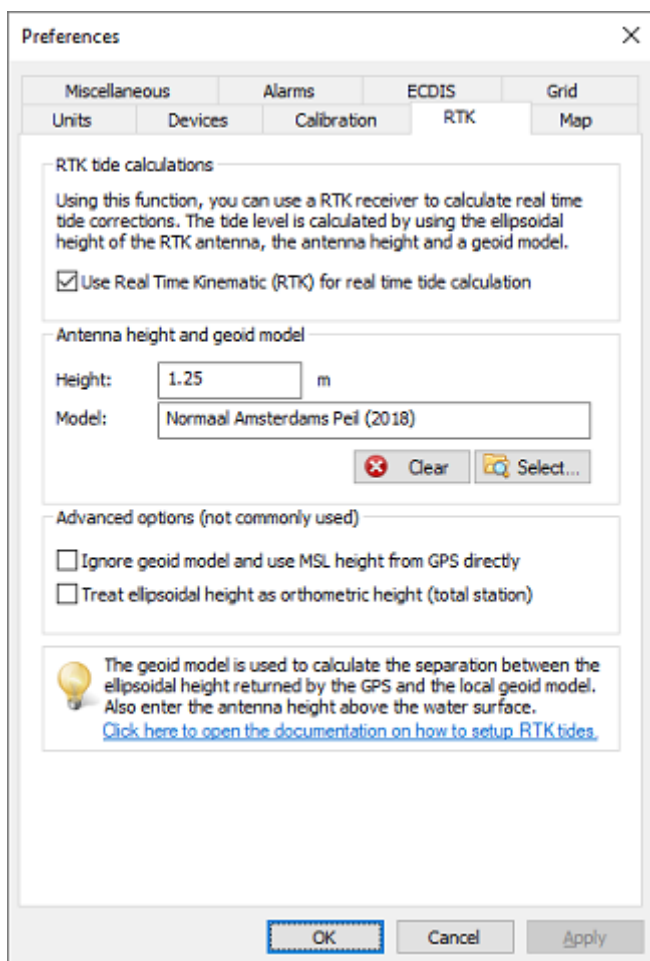 Preferences
Miscellaneous Alarms ECDIS Grid
Units Devices Calibration RTK Map
RTK tide calculations
Using this function, you can use a RTK receiver to calculate real time
tide corrections. The tide level is calculated by using the ellipsoidal
height of the RTK antenna, the antenna height and a geoid model.
Use Real Time Kinematic (RTK) for real time tide calculation
Antenna height and geoid model
Height: 1.25 m
Model: Normaal Amsterdams Peil (2018)
Clear Select...
Advanced options (not commonly used)
Ignore geoid model and use MSL height from GPS directly
Treat ellipsoidal height as orthometric height (total station)
The geoid model is used to calculate the separation between the
ellipsoidal height returned by the GPS and the local geoid model.
Also enter the antenna height above the water surface.
Click here to open the documentation on how to setup RTK tides.
OK Cancel Apply